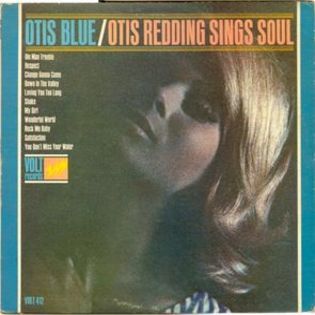 OTIS BLUE/OTIS REDDING SINGS SOUL
Ole Man Trouble
Respect
Change Gonna Come
Down In The Valley
Loving You Too Long
Shake
My Girl
Wonderful World
Rock Me Baby
Satisfaction
You Don't Miss Your Water
VOLT
records
VOLT 412